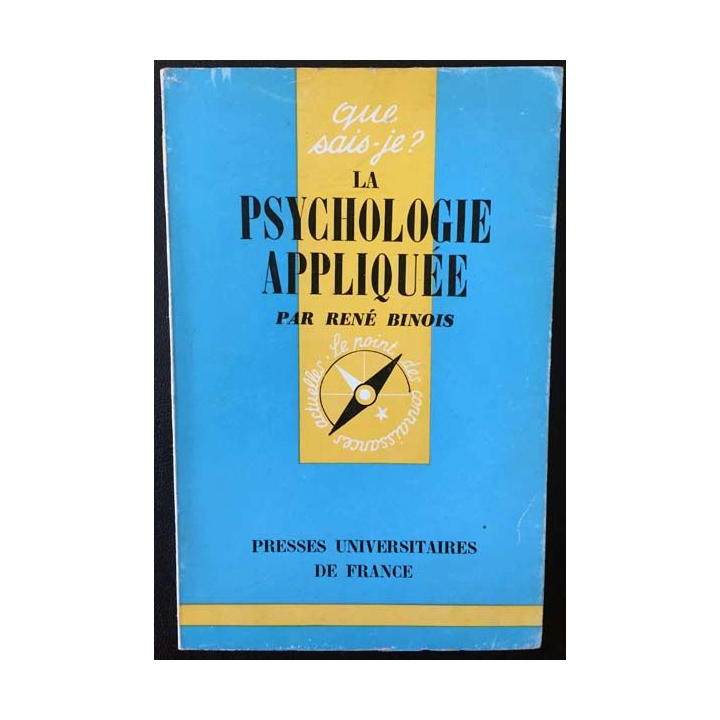 que
sais-je?
LA
PSYCHOLOGIE
APPLIQUÉE
PAR RENÉ BINOIS
Le point des connaissances actuelles.
PRESSES UNIVERSITAIRES
DE FRANCE